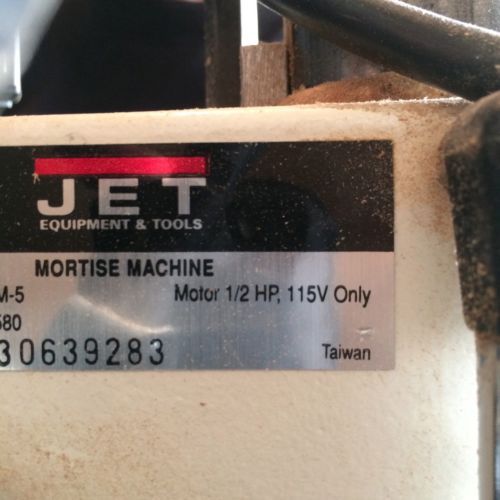 JET
EQUIPMENT & TOOLS
MORTISE MACHINE
M-5 Motor 1/2 HP, 115V Only
580
30639283 Taiwan